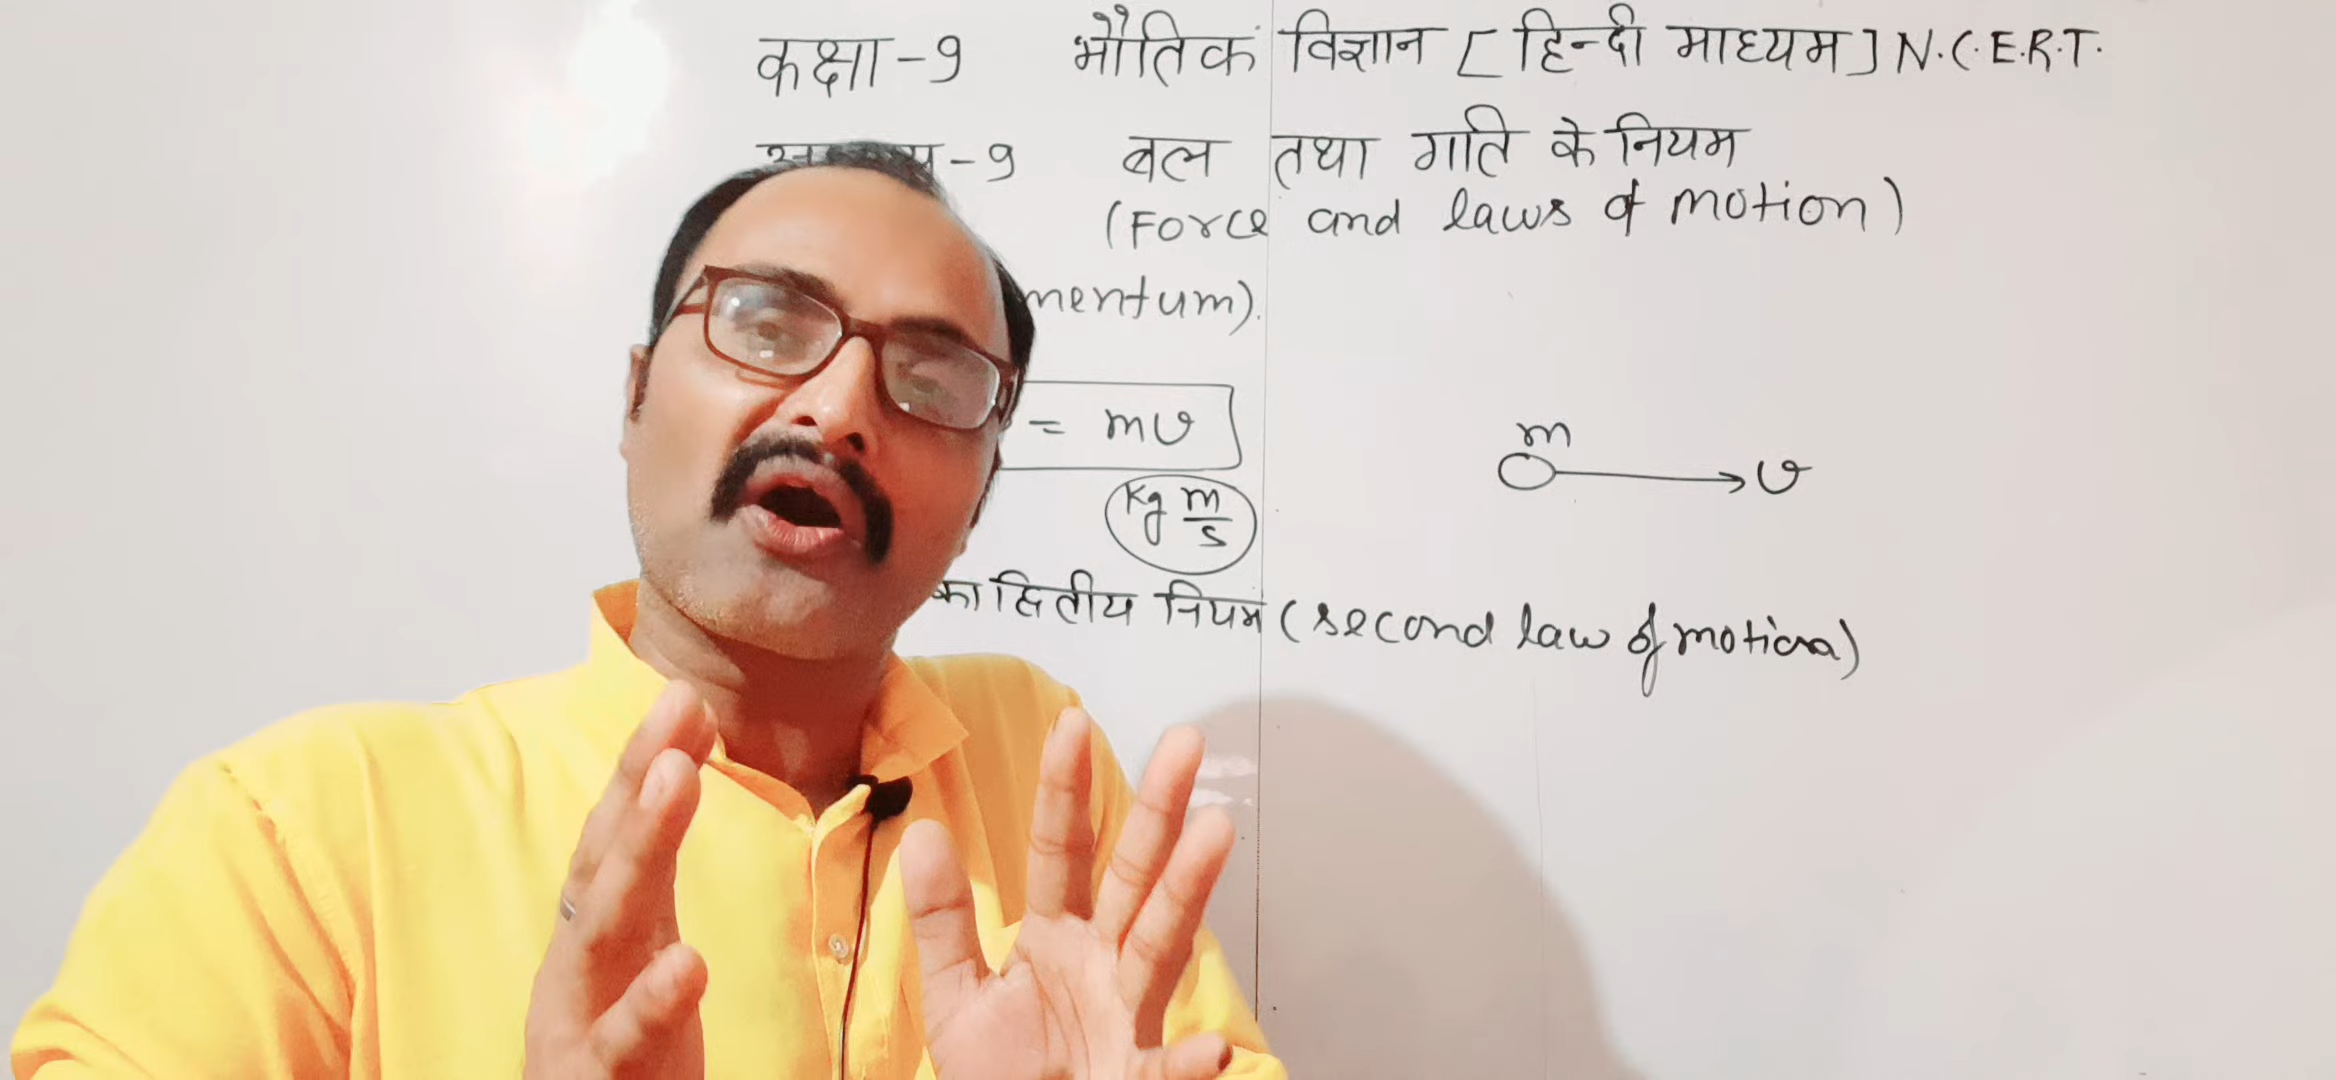 कक्षा-9 भौतिक विज्ञान [हिन्दी माध्यम] N.C.E.R.T.
-9 बल तथा गति के नियम
(Force and laws of motion)
mentum).
= mv
m
v
kg m/s
का द्वितीय नियम (second law of motion)